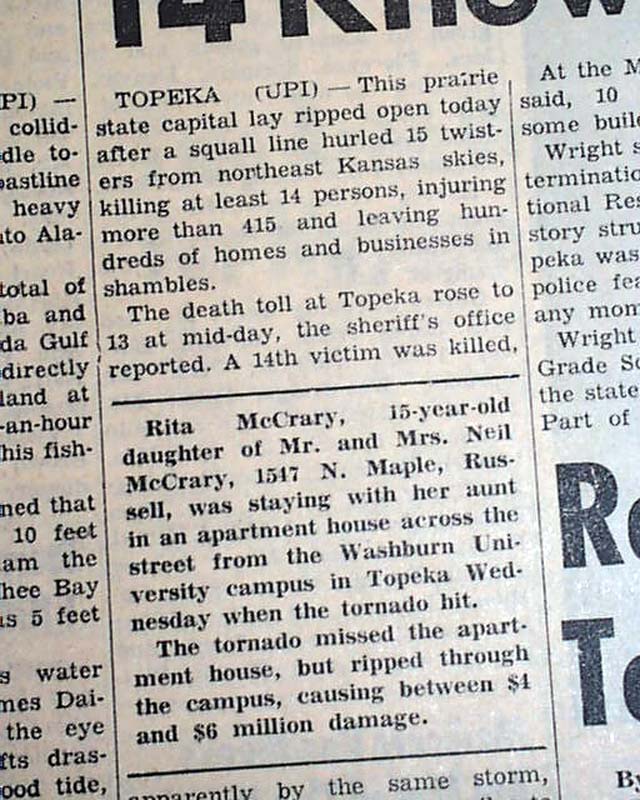 14 Know
PI) —
collid-
dle to-
oastline
heavy
nto Ala-
total of
ba and
da Gulf
directly
land at
-an-hour
his fish-
ned that
10 feet
am the
hee Bay
as 5 feet
s water
mes Dai-
the eye
fts dras-
ood tide,
TOPEKA (UPI) — This prairie
state capital lay ripped open today
after a squall line hurled 15 twist-
ers from northeast Kansas skies,
killing at least 14 persons, injuring
more than 415 and leaving hun-
dreds of homes and businesses in
shambles.
The death toll at Topeka rose to
13 at mid-day, the sheriff's office
reported. A 14th victim was killed,
Rita McCrary, 15-year-old
daughter of Mr. and Mrs. Neil
McCrary, 1547 N. Maple, Rus-
sell, was staying with her aunt
in an apartment house across the
street from the Washburn Uni-
versity campus in Topeka Wed-
nesday when the tornado hit.
The tornado missed the apart-
ment house, but ripped through
the campus, causing between $4
and $6 million damage.
apparently by the same storm,
At the M
said, 10
some build
Wright s
terminatio
tional Res
story stru
peka was
police fea
any mon
Wright
Grade Sc
the state
Part of
Re
To
By